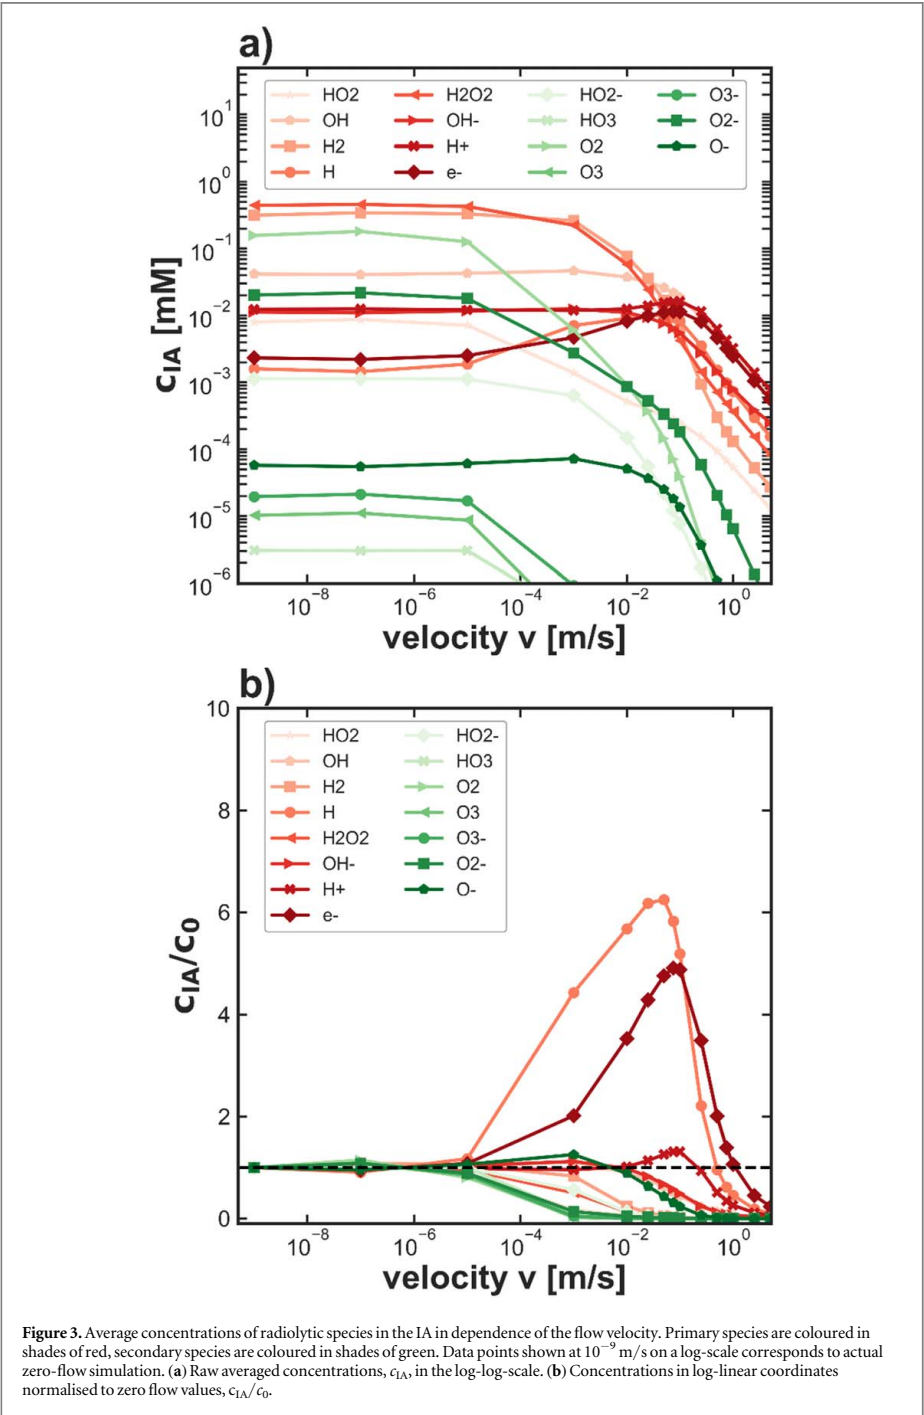 a)
HO2
OH
H2
H
H2O2
OH-
H+
e-
HO2-
HO3
O2
O3
O3-
O2-
O-
10¹
10⁰
10⁻¹
10⁻²
10⁻³
10⁻⁴
10⁻⁵
10⁻⁶
c_IA [mM]
10⁻⁸ 10⁻⁶ 10⁻⁴ 10⁻² 10⁰
velocity v [m/s]
b)
HO2
OH
H2
H
H2O2
OH-
H+
e-
HO2-
HO3
O2
O3
O3-
O2-
O-
10
8
6
4
2
0
c_IA/c_0
10⁻⁸ 10⁻⁶ 10⁻⁴ 10⁻² 10⁰
velocity v [m/s]
Figure 3. Average concentrations of radiolytic species in the IA in dependence of the flow velocity. Primary species are coloured in
shades of red, secondary species are coloured in shades of green. Data points shown at 10⁻⁹ m/s on a log-scale corresponds to actual
zero-flow simulation. (a) Raw averaged concentrations, c_IA, in the log-log-scale. (b) Concentrations in log-linear coordinates
normalised to zero flow values, c_IA/c_0.